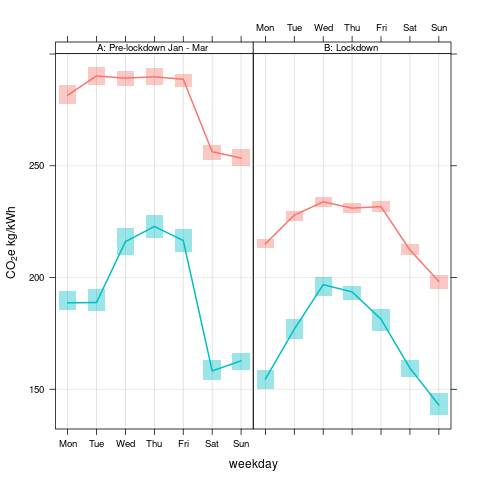 Mon Tue Wed Thu Fri Sat Sun
A: Pre-lockdown Jan - Mar
B: Lockdown
250
200
150
CO₂e kg/kWh
Mon Tue Wed Thu Fri Sat Sun
weekday